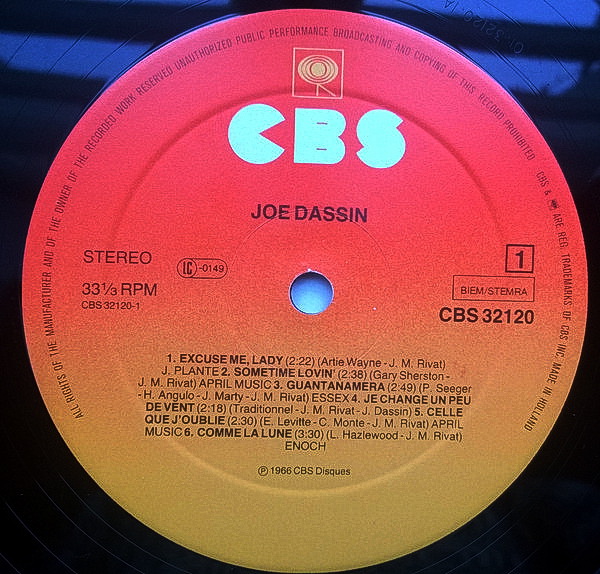 ALL RIGHTS OF THE MANUFACTURER AND OF THE OWNER OF THE RECORDED WORK RESERVED UNAUTHORIZED PUBLIC PERFORMANCE BROADCASTING AND COPYING OF THIS RECORD PROHIBITED CBS & ARE REG. TRADEMARKS OF CBS INC. MADE IN HOLLAND
CBS
JOE DASSIN
STEREO
LC-0149
1
33⅓ RPM
BIEM/STEMRA
CBS 32120-1
CBS 32120
1. EXCUSE ME, LADY (2:22) (Artie Wayne - J. M. Rivat)
J. PLANTE 2. SOMETIME LOVIN' (2:38) (Gary Sherston -
J. M. Rivat) APRIL MUSIC 3. GUANTANAMERA (2:49) (P. Seeger
- H. Angulo - J. Marty - J. M. Rivat) ESSEX 4. JE CHANGE UN PEU
DE VENT (2:18) (Traditionnel - J. M. Rivat - J. Dassin) 5. CELLE
QUE J'OUBLIE (2:30) (E. Levitte - C. Monte - J. M. Rivat) APRIL
MUSIC 6. COMME LA LUNE (3:30) (L. Hazlewood - J. M. Rivat)
ENOCH
℗ 1966 CBS Disques